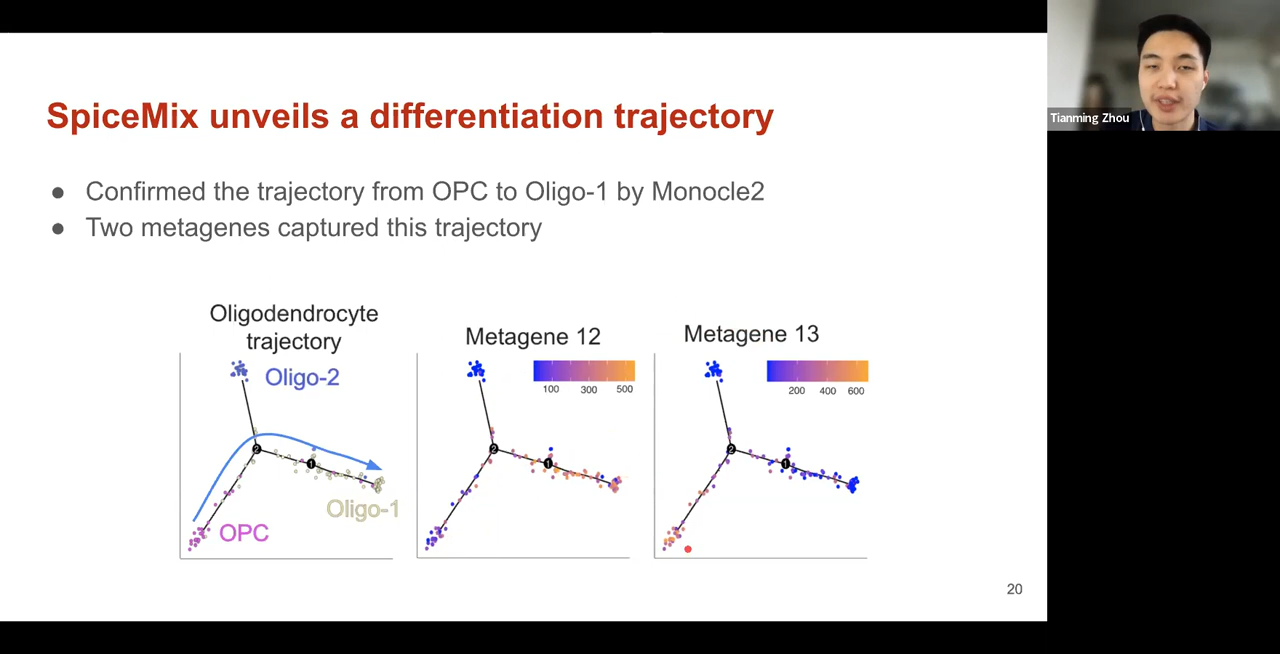 SpiceMix unveils a differentiation trajectory
● Confirmed the trajectory from OPC to Oligo-1 by Monocle2
● Two metagenes captured this trajectory
Oligodendrocyte
trajectory
Oligo-2
2
1
Oligo-1
OPC
Metagene 12
100 300 500
2
1
Metagene 13
200 400 600
2
1
20
Tianming Zhou